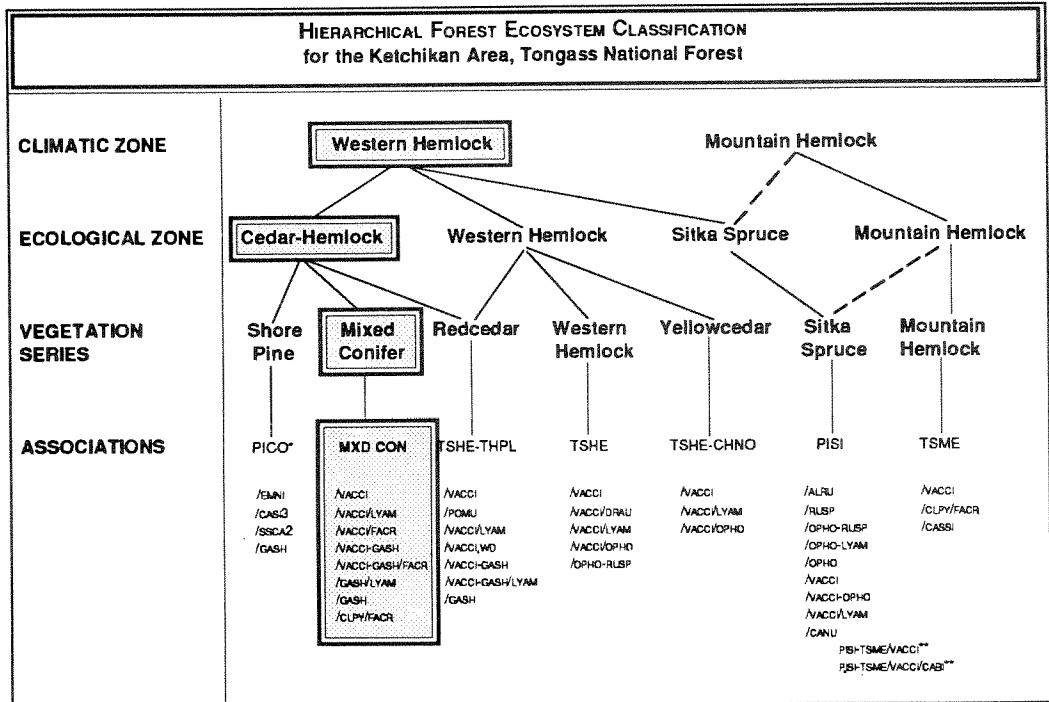 HIERARCHICAL FOREST ECOSYSTEM CLASSIFICATION
for the Ketchikan Area, Tongass National Forest
CLIMATIC ZONE
Western Hemlock
Mountain Hemlock
ECOLOGICAL ZONE
Cedar-Hemlock
Western Hemlock
Sitka Spruce
Mountain Hemlock
VEGETATION
SERIES
Shore
Pine
Mixed
Conifer
Redcedar
Western
Hemlock
Yellowcedar
Sitka
Spruce
Mountain
Hemlock
ASSOCIATIONS
PICO*
/EMNI
/CASI3
/SSCA2
/GASH
MXD CON
/VACCI
/VACCI/LYAM
/VACCI/FACR
/VACCI-GASH
/VACCI-GASH/FACR
/GASH/LYAM
/GASH
/CLPY/FACR
TSHE-THPL
/VACCI
/POMU
/VACCI/LYAM
/VACCI,WD
/VACCI-GASH
/VACCI-GASH/LYAM
/GASH
TSHE
/VACCI
/VACCI/DRAU
/VACCI/LYAM
/VACCI/OPHO
/OPHO-RUSP
TSHE-CHNO
/VACCI
/VACCI/LYAM
/VACCI/OPHO
PISI
/ALRU
/RUSP
/OPHO-RUSP
/OPHO-LYAM
/OPHO
/VACCI
/VACCI-OPHO
/VACCI/LYAM
/CANU
PISI-TSME/VACCI**
PISI-TSME/VACCI/CABI**
TSME
/VACCI
/CLPY/FACR
/CASSI